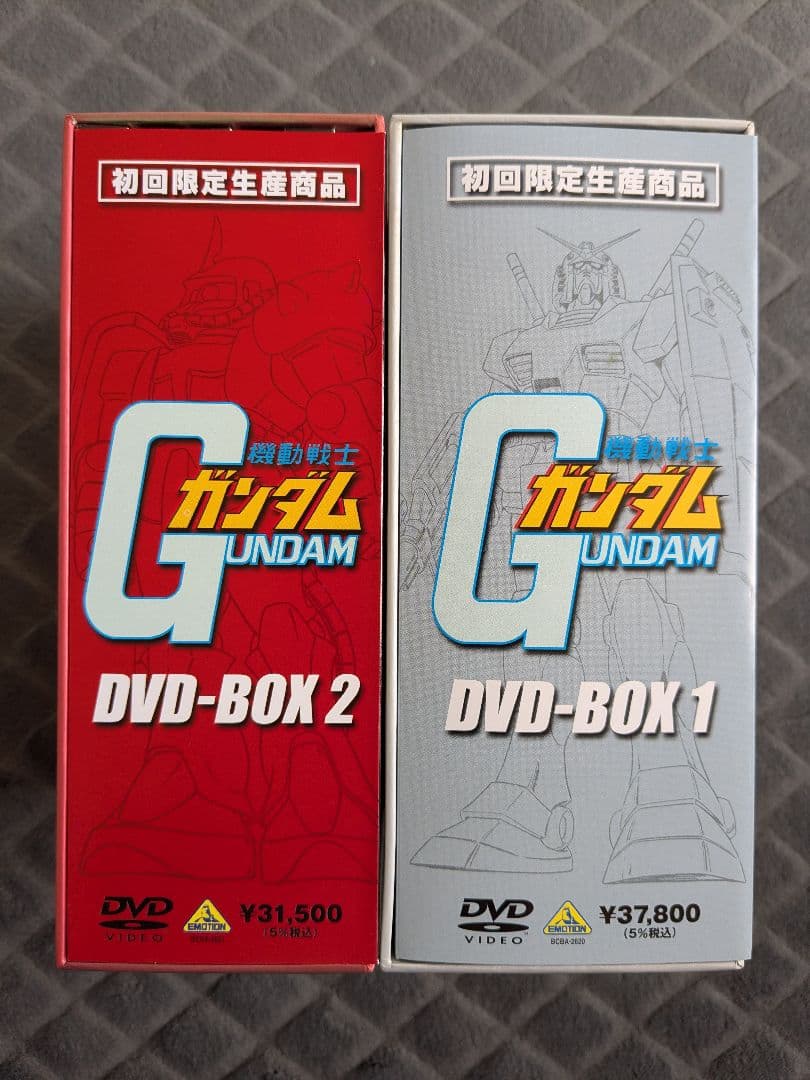 初回限定生産商品
機動戦士
ガンダム
GUNDAM
DVD-BOX 2
DVD
VIDEO
EMOTION
¥31,500
(5%税込)
初回限定生産商品
機動戦士
ガンダム
GUNDAM
DVD-BOX 1
DVD
VIDEO
EMOTION
BCBA-2620
¥37,800
(5%税込)